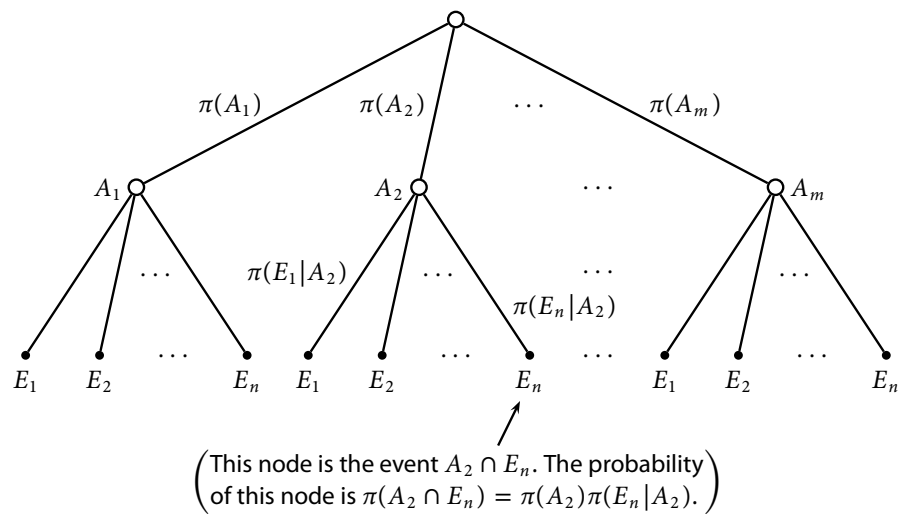 π(A₁) π(A₂) ··· π(Aₘ)
A₁ A₂ ··· Aₘ
··· π(E₁|A₂) ··· ··· ···
π(Eₙ|A₂)
··· ··· ··· ···
E₁ E₂ Eₙ E₁ E₂ Eₙ E₁ E₂ Eₙ
This node is the event A₂ ∩ Eₙ. The probability
of this node is π(A₂ ∩ Eₙ) = π(A₂)π(Eₙ|A₂).